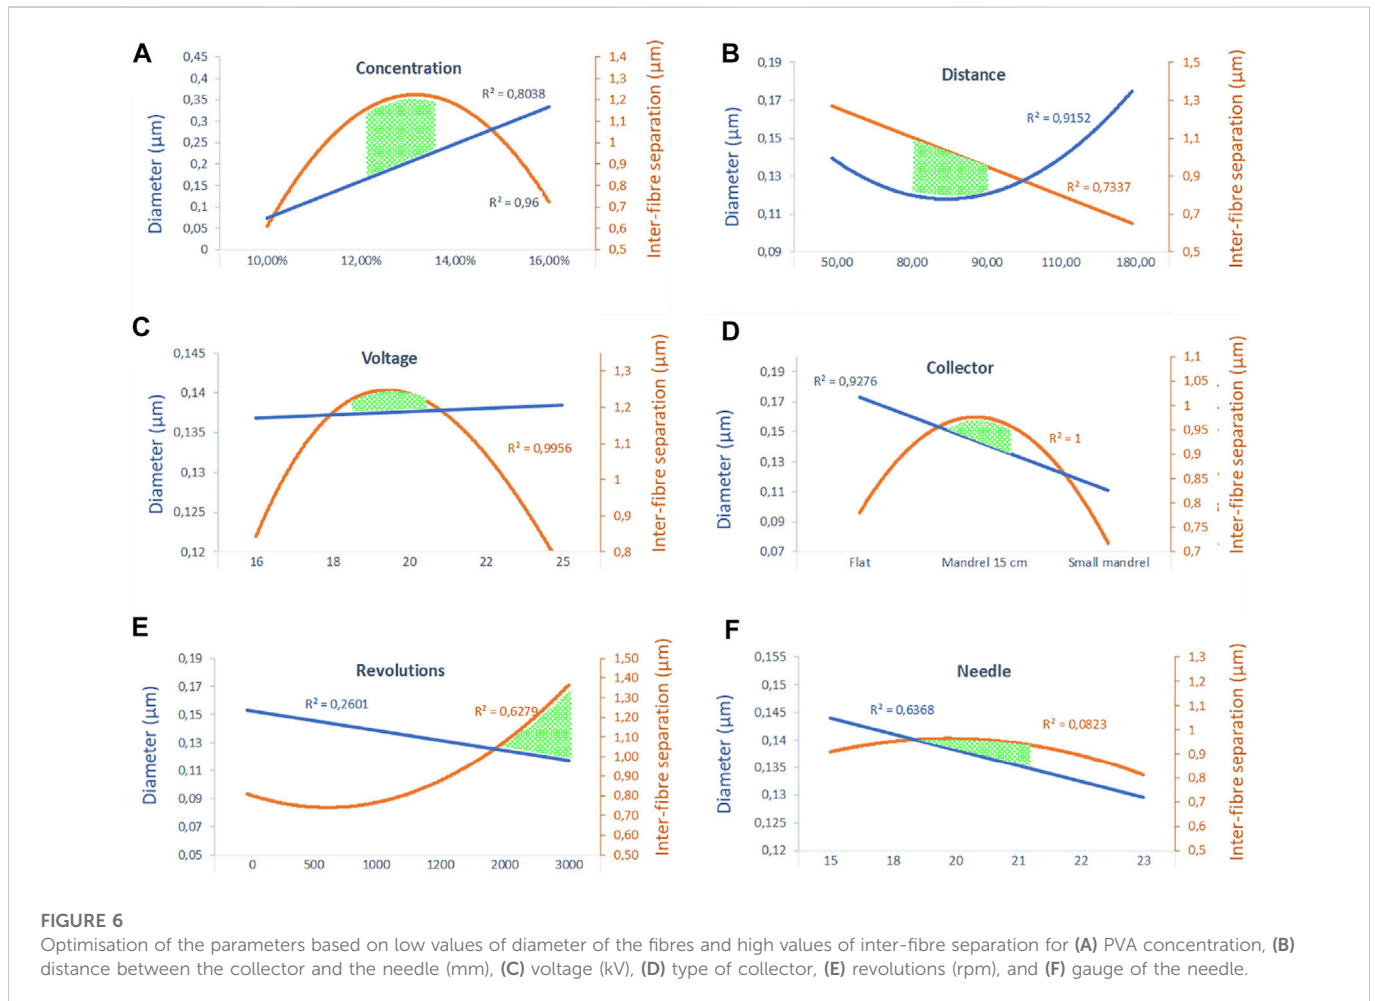 A
Concentration
Diameter (µm)
0,45
0,4
0,35
0,3
0,25
0,2
0,15
0,1
0,05
0
10,00% 12,00% 14,00% 16,00%
R² = 0,8038
R² = 0,96
1,4
1,3
1,2
1,1
1
0,9
0,8
0,7
0,6
0,5
Inter-fibre separation (µm)
B
Distance
Diameter (µm)
0,19
0,17
0,15
0,13
0,11
0,09
50,00 80,00 90,00 110,00 180,00
R² = 0,9152
R² = 0,7337
1,5
1,3
1,1
0,9
0,7
0,5
Inter-fibre separation (µm)
C
Voltage
Diameter (µm)
0,145
0,14
0,135
0,13
0,125
0,12
16 18 20 22 25
R² = 0,9956
1,3
1,2
1,1
1
0,9
0,8
Inter-fibre separation (µm)
D
Collector
Diameter (µm)
0,19
0,17
0,15
0,13
0,11
0,09
0,07
Flat Mandrel 15 cm Small mandrel
R² = 0,9276
R² = 1
1,1
1,05
1
0,95
0,9
0,85
0,8
0,75
0,7
Inter-fibre separation (µm)
E
Revolutions
Diameter (µm)
0,19
0,17
0,15
0,13
0,11
0,09
0,07
0,05
0 500 1000 1200 2000 3000
R² = 0,2601
R² = 0,6279
1,50
1,40
1,30
1,20
1,10
1,00
0,90
0,80
0,70
0,60
0,50
Inter-fibre separation (µm)
F
Needle
Diameter (µm)
0,155
0,15
0,145
0,14
0,135
0,13
0,125
0,12
15 18 20 21 22 23
R² = 0,6368
R² = 0,0823
1,3
1,2
1,1
1
0,9
0,8
0,7
0,6
0,5
Inter-fibre separation (µm)
FIGURE 6
Optimisation of the parameters based on low values of diameter of the fibres and high values of inter-fibre separation for (A) PVA concentration, (B)
distance between the collector and the needle (mm), (C) voltage (kV), (D) type of collector, (E) revolutions (rpm), and (F) gauge of the needle.